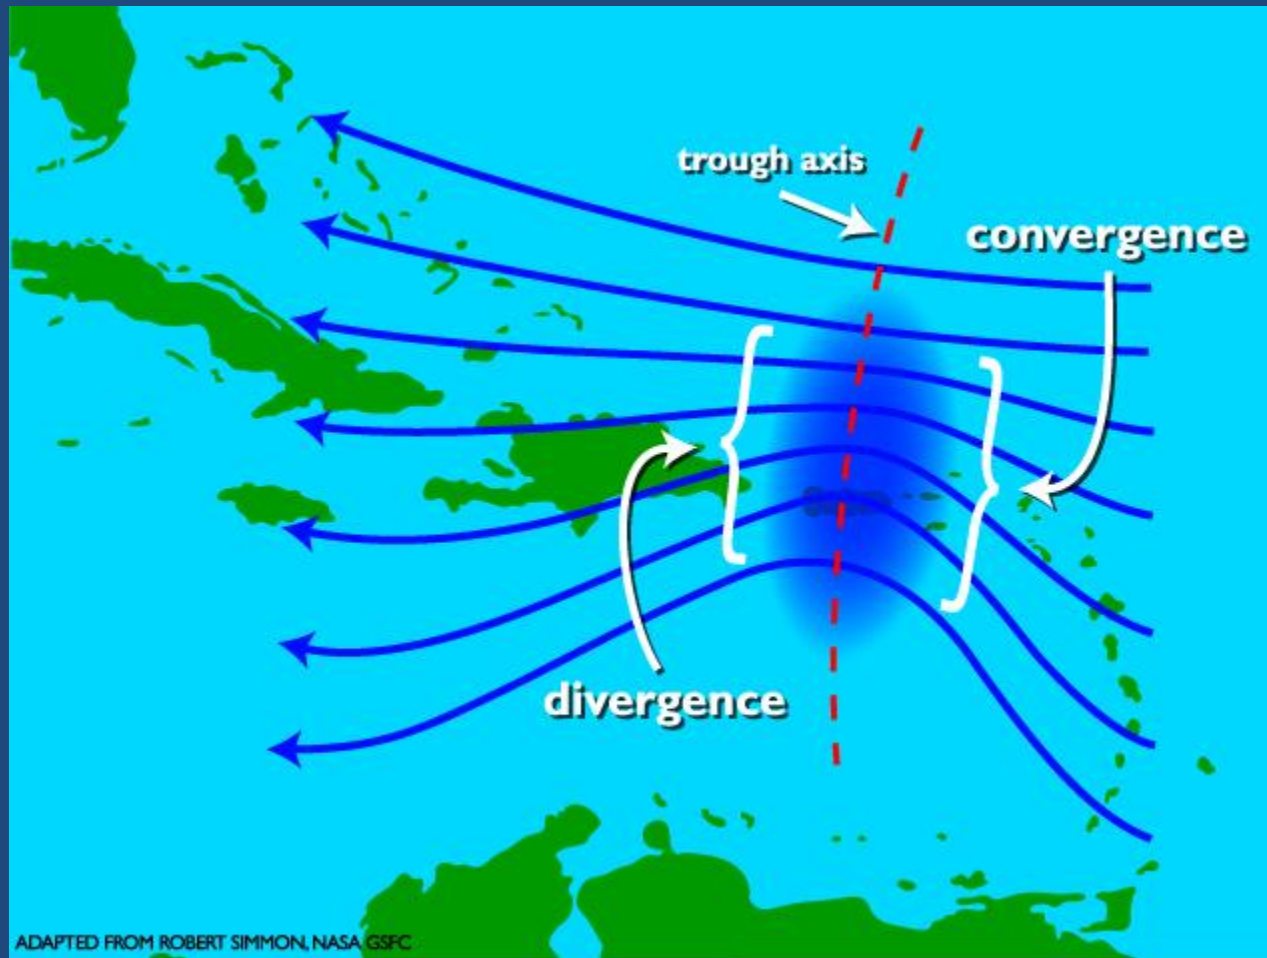 trough axis
convergence
divergence
ADAPTED FROM ROBERT SIMMON, NASA GSFC